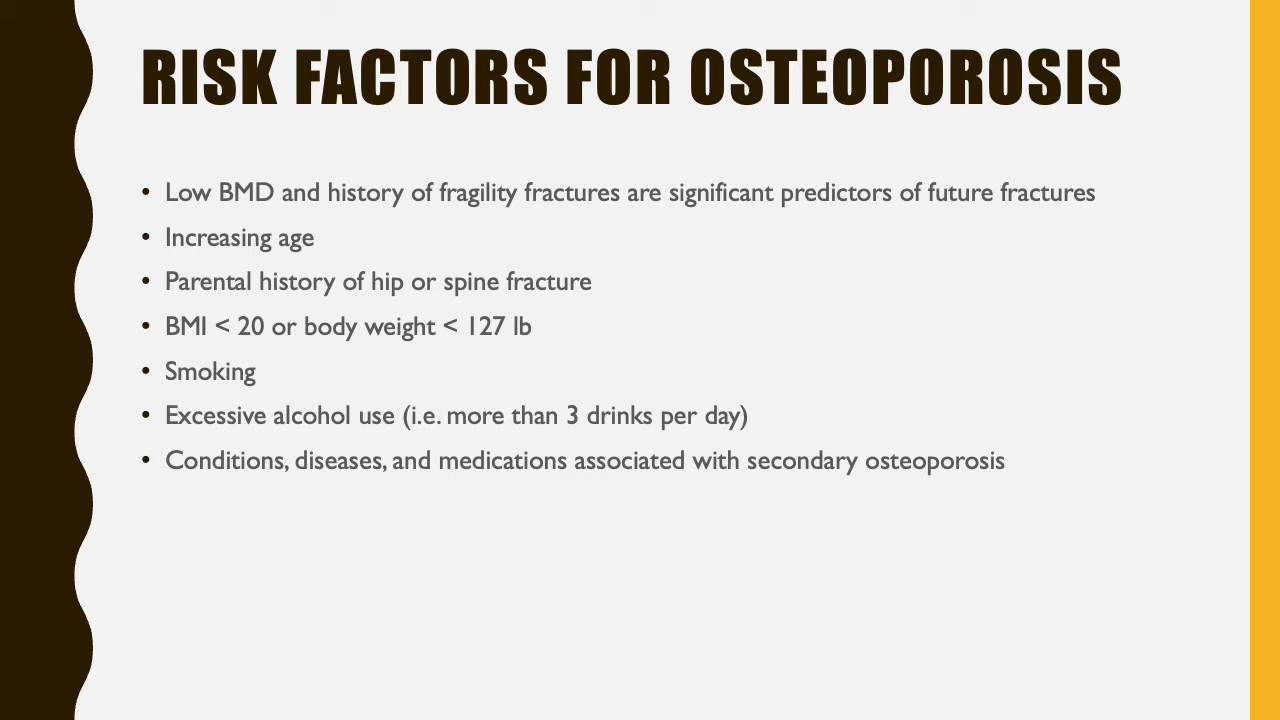 RISK FACTORS FOR OSTEOPOROSIS
• Low BMD and history of fragility fractures are significant predictors of future fractures
• Increasing age
• Parental history of hip or spine fracture
• BMI < 20 or body weight < 127 lb
• Smoking
• Excessive alcohol use (i.e. more than 3 drinks per day)
• Conditions, diseases, and medications associated with secondary osteoporosis